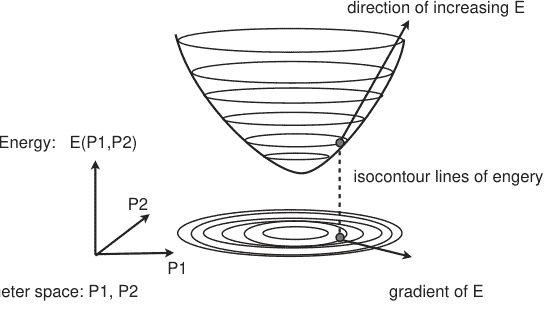 direction of increasing E
Energy: E(P1,P2)
isocontour lines of engery
P2
P1
eter space: P1, P2
gradient of E